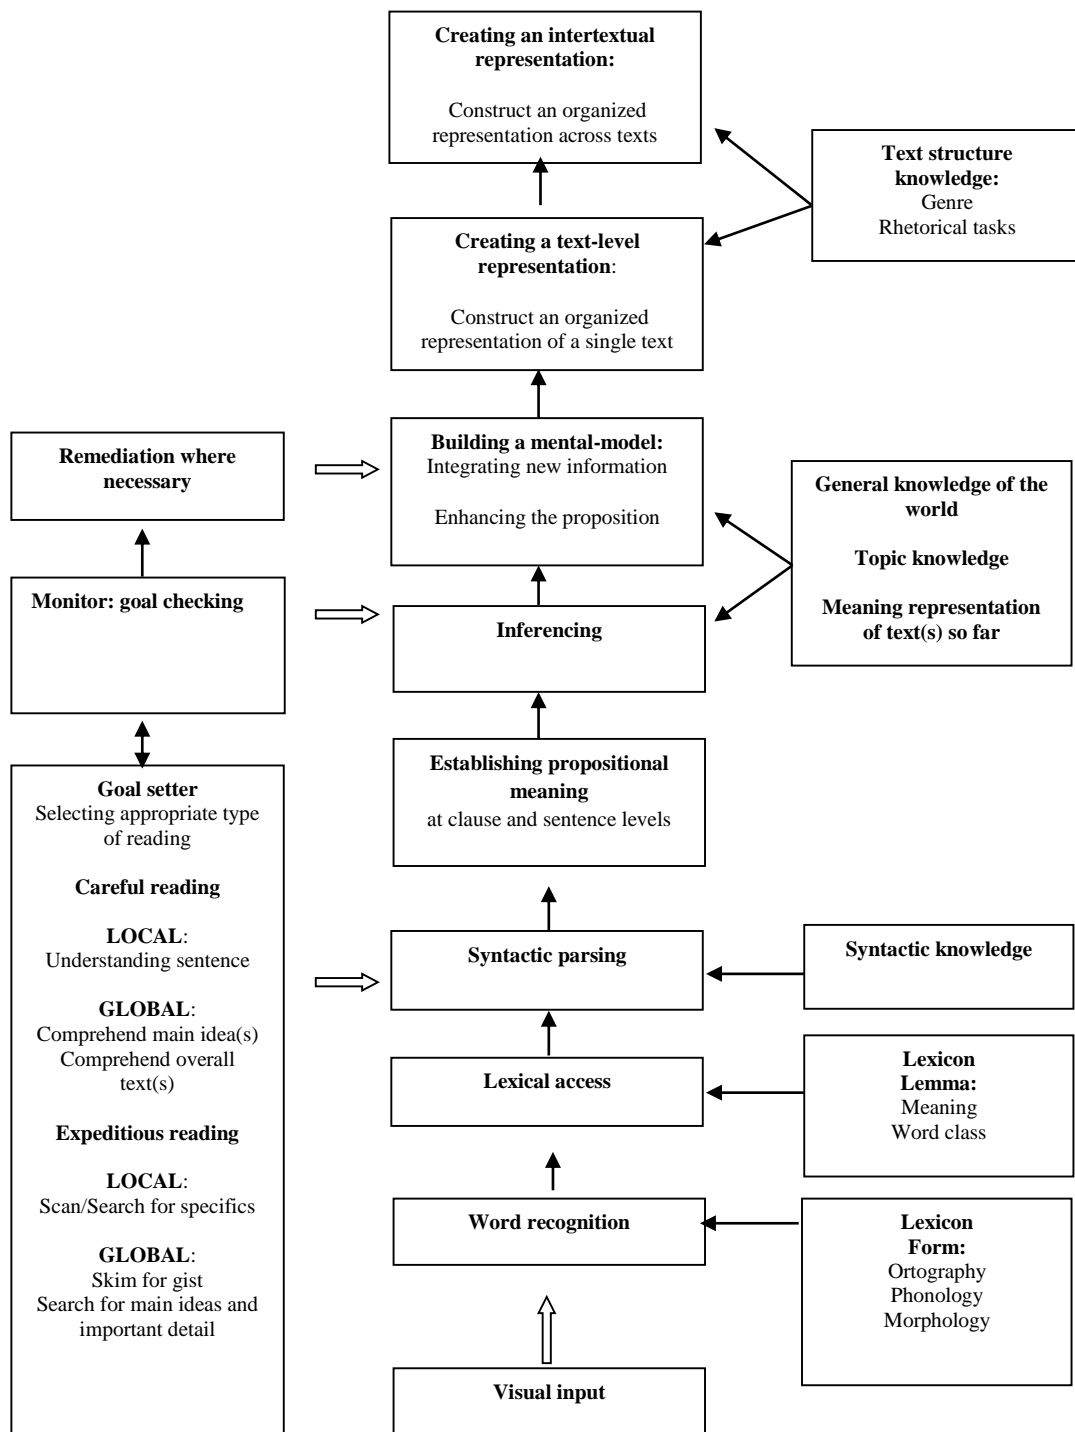 Creating an intertextual
representation:
Construct an organized
representation across texts
Text structure
knowledge:
Genre
Rhetorical tasks
Creating a text-level
representation:
Construct an organized
representation of a single text
Remediation where
necessary
Building a mental-model:
Integrating new information
Enhancing the proposition
General knowledge of the
world
Topic knowledge
Meaning representation
of text(s) so far
Monitor: goal checking
Inferencing
Establishing propositional
meaning
at clause and sentence levels
Goal setter
Selecting appropriate type
of reading
Careful reading
LOCAL:
Understanding sentence
GLOBAL:
Comprehend main idea(s)
Comprehend overall
text(s)
Expeditious reading
LOCAL:
Scan/Search for specifics
GLOBAL:
Skim for gist
Search for main ideas and
important detail
Syntactic parsing
Syntactic knowledge
Lexical access
Lexicon
Lemma:
Meaning
Word class
Word recognition
Lexicon
Form:
Ortography
Phonology
Morphology
Visual input